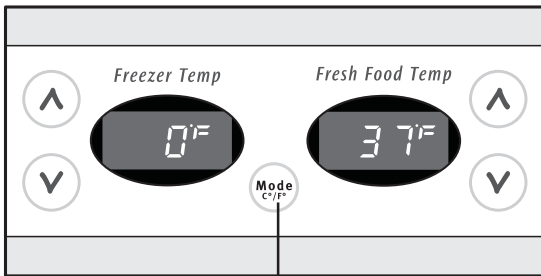 Freezer Temp
Fresh Food Temp
0°F
37°F
Mode
C°/F°